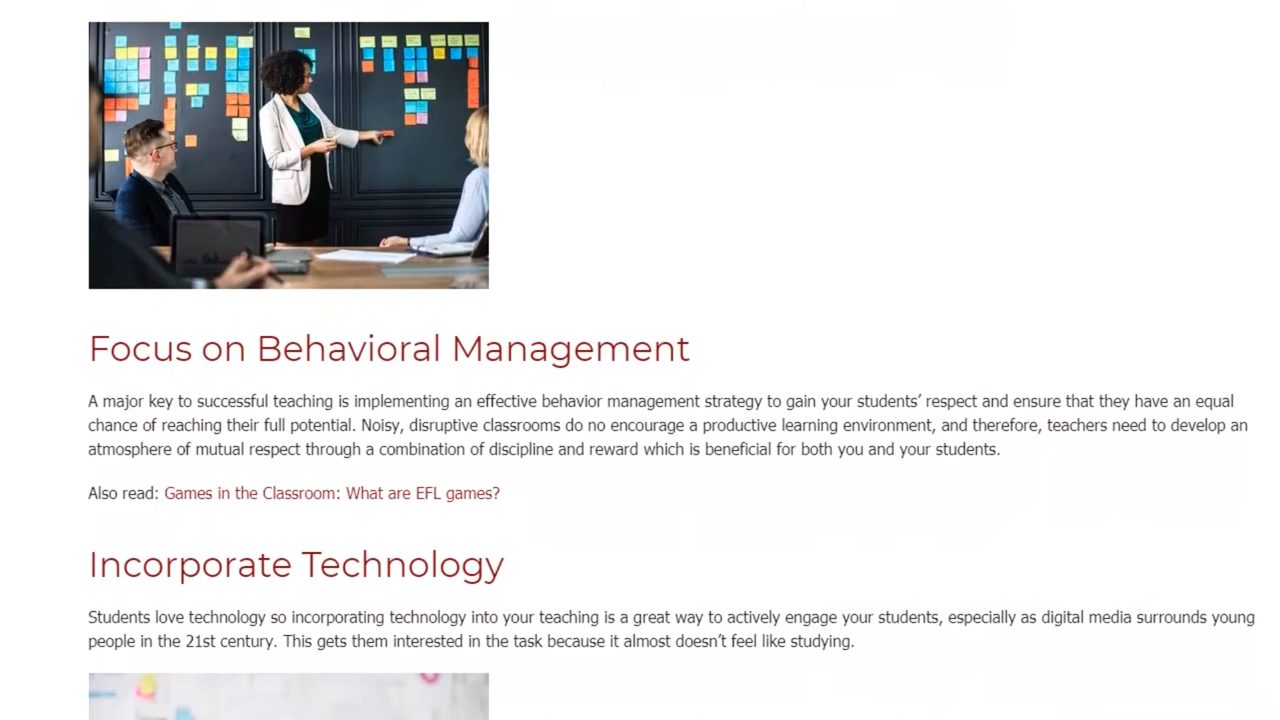 Focus on Behavioral Management
A major key to successful teaching is implementing an effective behavior management strategy to gain your students’ respect and ensure that they have an equal
chance of reaching their full potential. Noisy, disruptive classrooms do no encourage a productive learning environment, and therefore, teachers need to develop an
atmosphere of mutual respect through a combination of discipline and reward which is beneficial for both you and your students.
Also read: Games in the Classroom: What are EFL games?
Incorporate Technology
Students love technology so incorporating technology into your teaching is a great way to actively engage your students, especially as digital media surrounds young
people in the 21st century. This gets them interested in the task because it almost doesn’t feel like studying.